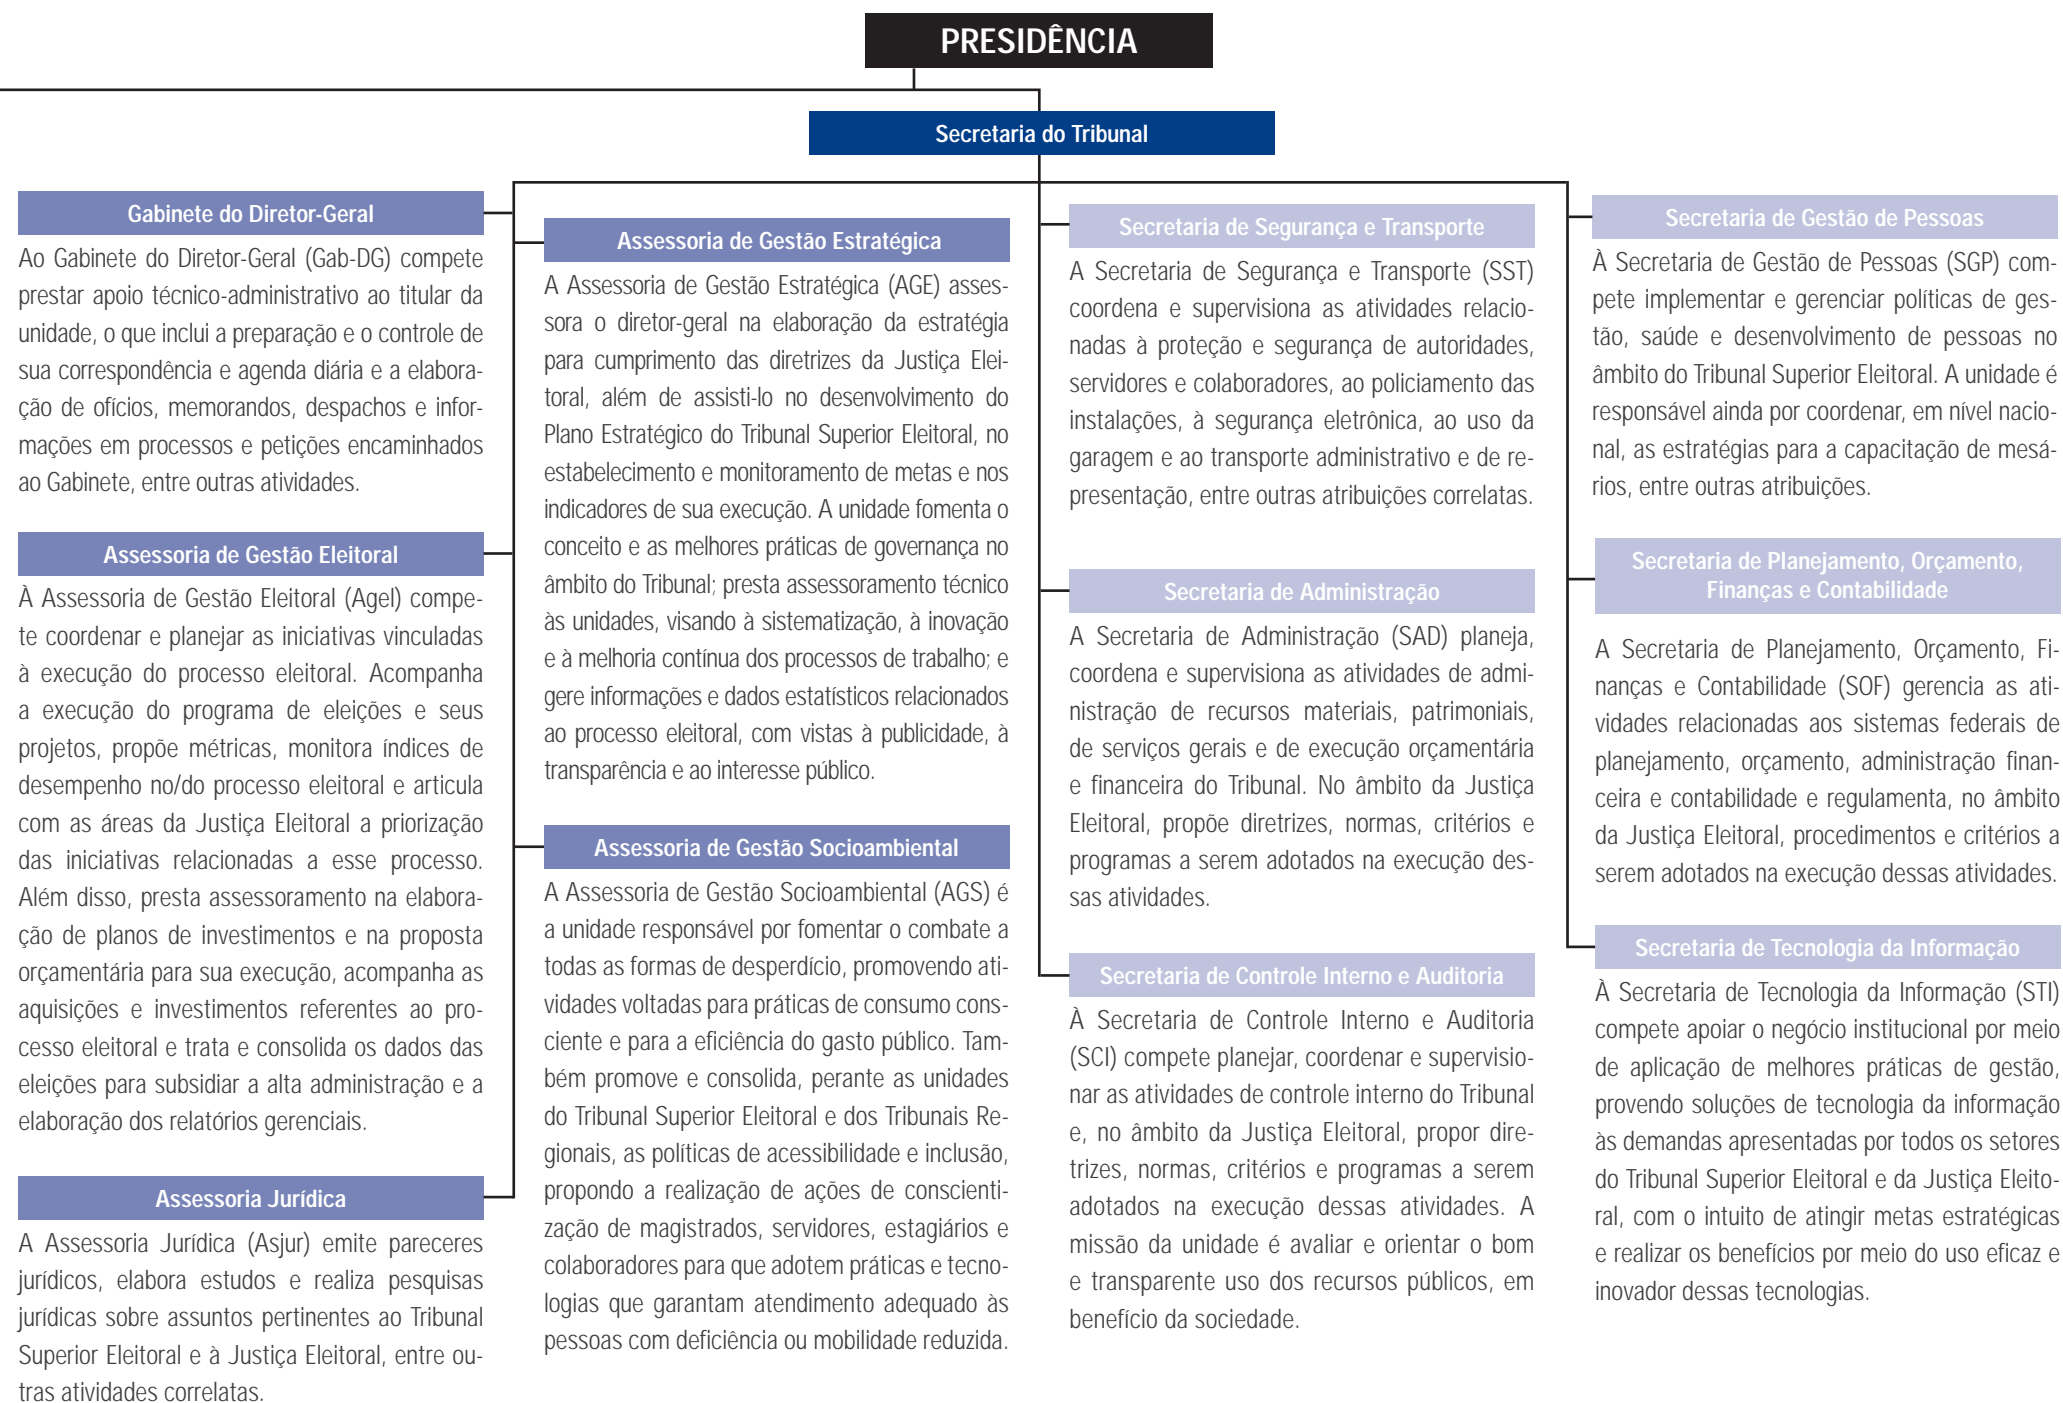 PRESIDÊNCIA
Secretaria do Tribunal
Gabinete do Diretor-Geral
Ao Gabinete do Diretor-Geral (Gab-DG) compete
prestar apoio técnico-administrativo ao titular da
unidade, o que inclui a preparação e o controle de
sua correspondência e agenda diária e a elabora-
ção de ofícios, memorandos, despachos e infor-
mações em processos e petições encaminhados
ao Gabinete, entre outras atividades.
Assessoria de Gestão Eleitoral
À Assessoria de Gestão Eleitoral (Agel) compe-
te coordenar e planejar as iniciativas vinculadas
à execução do processo eleitoral. Acompanha
a execução do programa de eleições e seus
projetos, propõe métricas, monitora índices de
desempenho no/do processo eleitoral e articula
com as áreas da Justiça Eleitoral a priorização
das iniciativas relacionadas a esse processo.
Além disso, presta assessoramento na elabora-
ção de planos de investimentos e na proposta
orçamentária para sua execução, acompanha as
aquisições e investimentos referentes ao pro-
cesso eleitoral e trata e consolida os dados das
eleições para subsidiar a alta administração e a
elaboração dos relatórios gerenciais.
Assessoria Jurídica
A Assessoria Jurídica (Asjur) emite pareceres
jurídicos, elabora estudos e realiza pesquisas
jurídicas sobre assuntos pertinentes ao Tribunal
Superior Eleitoral e à Justiça Eleitoral, entre ou-
tras atividades correlatas.
Assessoria de Gestão Estratégica
A Assessoria de Gestão Estratégica (AGE) asses-
sora o diretor-geral na elaboração da estratégia
para cumprimento das diretrizes da Justiça Elei-
toral, além de assisti-lo no desenvolvimento do
Plano Estratégico do Tribunal Superior Eleitoral, no
estabelecimento e monitoramento de metas e nos
indicadores de sua execução. A unidade fomenta o
conceito e as melhores práticas de governança no
âmbito do Tribunal; presta assessoramento técnico
às unidades, visando à sistematização, à inovação
e à melhoria contínua dos processos de trabalho; e
gere informações e dados estatísticos relacionados
ao processo eleitoral, com vistas à publicidade, à
transparência e ao interesse público.
Assessoria de Gestão Socioambiental
A Assessoria de Gestão Socioambiental (AGS) é
a unidade responsável por fomentar o combate a
todas as formas de desperdício, promovendo ati-
vidades voltadas para práticas de consumo cons-
ciente e para a eficiência do gasto público. Tam-
bém promove e consolida, perante as unidades
do Tribunal Superior Eleitoral e dos Tribunais Re-
gionais, as políticas de acessibilidade e inclusão,
propondo a realização de ações de conscienti-
zação de magistrados, servidores, estagiários e
colaboradores para que adotem práticas e tecno-
logias que garantam atendimento adequado às
pessoas com deficiência ou mobilidade reduzida.
Secretaria de Segurança e Transporte
A Secretaria de Segurança e Transporte (SST)
coordena e supervisiona as atividades relacio-
nadas à proteção e segurança de autoridades,
servidores e colaboradores, ao policiamento das
instalações, à segurança eletrônica, ao uso da
garagem e ao transporte administrativo e de re-
presentação, entre outras atribuições correlatas.
Secretaria de Administração
A Secretaria de Administração (SAD) planeja,
coordena e supervisiona as atividades de admi-
nistração de recursos materiais, patrimoniais,
de serviços gerais e de execução orçamentária
e financeira do Tribunal. No âmbito da Justiça
Eleitoral, propõe diretrizes, normas, critérios e
programas a serem adotados na execução des-
sas atividades.
Secretaria de Controle Interno e Auditoria
À Secretaria de Controle Interno e Auditoria
(SCI) compete planejar, coordenar e supervisio-
nar as atividades de controle interno do Tribunal
e, no âmbito da Justiça Eleitoral, propor dire-
trizes, normas, critérios e programas a serem
adotados na execução dessas atividades. A
missão da unidade é avaliar e orientar o bom
e transparente uso dos recursos públicos, em
benefício da sociedade.
Secretaria de Gestão de Pessoas
À Secretaria de Gestão de Pessoas (SGP) com-
pete implementar e gerenciar políticas de ges-
tão, saúde e desenvolvimento de pessoas no
âmbito do Tribunal Superior Eleitoral. A unidade é
responsável ainda por coordenar, em nível nacio-
nal, as estratégias para a capacitação de mesá-
rios, entre outras atribuições.
Secretaria de Planejamento, Orçamento,
Finanças e Contabilidade
A Secretaria de Planejamento, Orçamento, Fi-
nanças e Contabilidade (SOF) gerencia as ati-
vidades relacionadas aos sistemas federais de
planejamento, orçamento, administração finan-
ceira e contabilidade e regulamenta, no âmbito
da Justiça Eleitoral, procedimentos e critérios a
serem adotados na execução dessas atividades.
Secretaria de Tecnologia da Informação
À Secretaria de Tecnologia da Informação (STI)
compete apoiar o negócio institucional por meio
de aplicação de melhores práticas de gestão,
provendo soluções de tecnologia da informação
às demandas apresentadas por todos os setores
do Tribunal Superior Eleitoral e da Justiça Eleito-
ral, com o intuito de atingir metas estratégicas
e realizar os benefícios por meio do uso eficaz e
inovador dessas tecnologias.